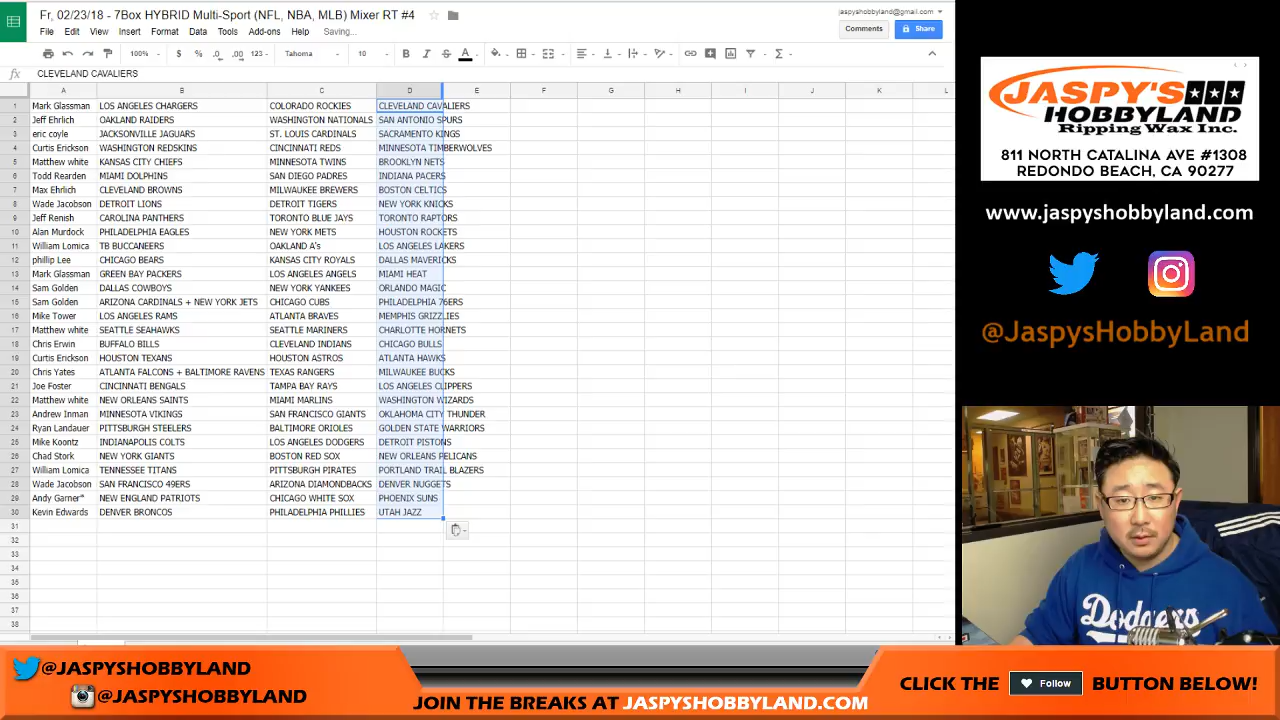 Fr, 02/23/18 - 7Box HYBRID Multi-Sport (NFL, NBA, MLB) Mixer RT #4
jaspyshobbyland@gmail.com
File Edit View Insert Format Data Tools Add-ons Help Saving...
Comments
Share
100% $ % .0 .00 123 Tahoma 10
fx CLEVELAND CAVALIERS
A B C D E F G H I J K L
1 Mark Glassman LOS ANGELES CHARGERS COLORADO ROCKIES CLEVELAND CAVALIERS
2 Jeff Ehrlich OAKLAND RAIDERS WASHINGTON NATIONALS SAN ANTONIO SPURS
3 eric coyle JACKSONVILLE JAGUARS ST. LOUIS CARDINALS SACRAMENTO KINGS
4 Curtis Erickson WASHINGTON REDSKINS CINCINNATI REDS MINNESOTA TIMBERWOLVES
5 Matthew white KANSAS CITY CHIEFS MINNESOTA TWINS BROOKLYN NETS
6 Todd Rearden MIAMI DOLPHINS SAN DIEGO PADRES INDIANA PACERS
7 Max Ehrlich CLEVELAND BROWNS MILWAUKEE BREWERS BOSTON CELTICS
8 Wade Jacobson DETROIT LIONS DETROIT TIGERS NEW YORK KNICKS
9 Jeff Renish CAROLINA PANTHERS TORONTO BLUE JAYS TORONTO RAPTORS
10 Alan Murdock PHILADELPHIA EAGLES NEW YORK METS HOUSTON ROCKETS
11 William Lomica TB BUCCANEERS OAKLAND A's LOS ANGELES LAKERS
12 phillip Lee CHICAGO BEARS KANSAS CITY ROYALS DALLAS MAVERICKS
13 Mark Glassman GREEN BAY PACKERS LOS ANGELES ANGELS MIAMI HEAT
14 Sam Golden DALLAS COWBOYS NEW YORK YANKEES ORLANDO MAGIC
15 Sam Golden ARIZONA CARDINALS + NEW YORK JETS CHICAGO CUBS PHILADELPHIA 76ERS
16 Mike Tower LOS ANGELES RAMS ATLANTA BRAVES MEMPHIS GRIZZLIES
17 Matthew white SEATTLE SEAHAWKS SEATTLE MARINERS CHARLOTTE HORNETS
18 Chris Erwin BUFFALO BILLS CLEVELAND INDIANS CHICAGO BULLS
19 Curtis Erickson HOUSTON TEXANS HOUSTON ASTROS ATLANTA HAWKS
20 Chris Yates ATLANTA FALCONS + BALTIMORE RAVENS TEXAS RANGERS MILWAUKEE BUCKS
21 Joe Foster CINCINNATI BENGALS TAMPA BAY RAYS LOS ANGELES CLIPPERS
22 Matthew white NEW ORLEANS SAINTS MIAMI MARLINS WASHINGTON WIZARDS
23 Andrew Inman MINNESOTA VIKINGS SAN FRANCISCO GIANTS OKLAHOMA CITY THUNDER
24 Ryan Landauer PITTSBURGH STEELERS BALTIMORE ORIOLES GOLDEN STATE WARRIORS
25 Mike Koontz INDIANAPOLIS COLTS LOS ANGELES DODGERS DETROIT PISTONS
26 Chad Stork NEW YORK GIANTS BOSTON RED SOX NEW ORLEANS PELICANS
27 William Lomica TENNESSEE TITANS PITTSBURGH PIRATES PORTLAND TRAIL BLAZERS
28 Wade Jacobson SAN FRANCISCO 49ERS ARIZONA DIAMONDBACKS DENVER NUGGETS
29 Andy Garner* NEW ENGLAND PATRIOTS CHICAGO WHITE SOX PHOENIX SUNS
30 Kevin Edwards DENVER BRONCOS PHILADELPHIA PHILLIES UTAH JAZZ
31
32
33
34
35
36
37
38
JASPY'S
HOBBYLAND
Ripping Wax Inc.
811 NORTH CATALINA AVE #1308
REDONDO BEACH, CA 90277
www.jaspyshobbyland.com
@JaspysHobbyLand
Dodgers
@JASPYSHOBBYLAND
@JASPYSHOBBYLAND
JOIN THE BREAKS AT JASPYSHOBBYLAND.COM
CLICK THE Follow BUTTON BELOW!